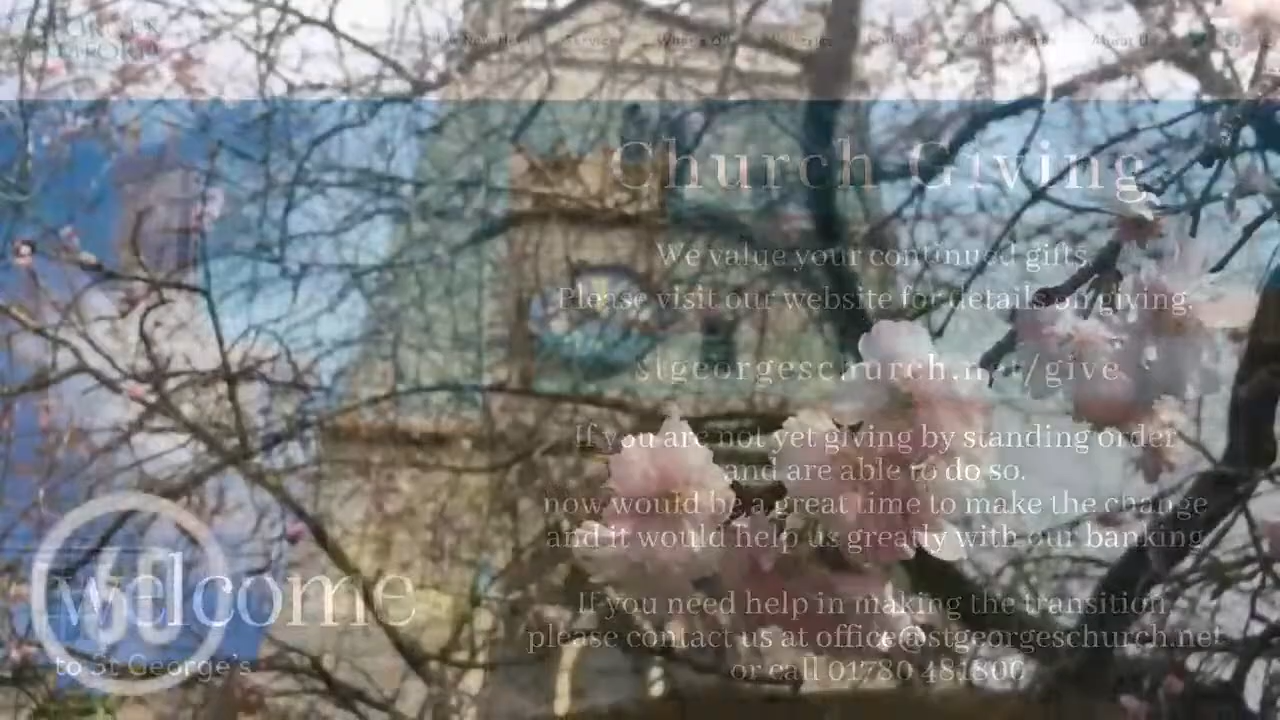 Church Giving
We value your continued gifts.
Please visit our website for details on giving.
stgeorgeschurch.net/give
If you are not yet giving by standing order
and are able to do so.
now would be a great time to make the change
and it would help us greatly with our banking.
If you need help in making the transition
please contact us at office@stgeorgeschurch.net
or call 01780 481800
60
welcome
to St George's